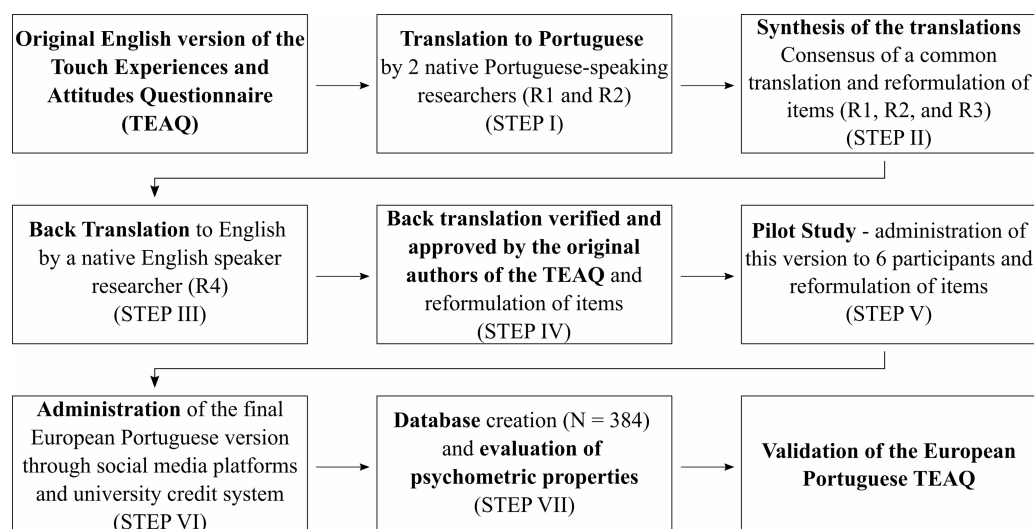 Original English version of the
Touch Experiences and
Attitudes Questionnaire
(TEAQ)
Translation to Portuguese
by 2 native Portuguese-speaking
researchers (R1 and R2)
(STEP I)
Synthesis of the translations
Consensus of a common
translation and reformulation of
items (R1, R2, and R3)
(STEP II)
Back Translation to English
by a native English speaker
researcher (R4)
(STEP III)
Back translation verified and
approved by the original
authors of the TEAQ and
reformulation of items
(STEP IV)
Pilot Study - administration of
this version to 6 participants and
reformulation of items
(STEP V)
Administration of the final
European Portuguese version
through social media platforms
and university credit system
(STEP VI)
Database creation (N = 384)
and evaluation of
psychometric properties
(STEP VII)
Validation of the European
Portuguese TEAQ